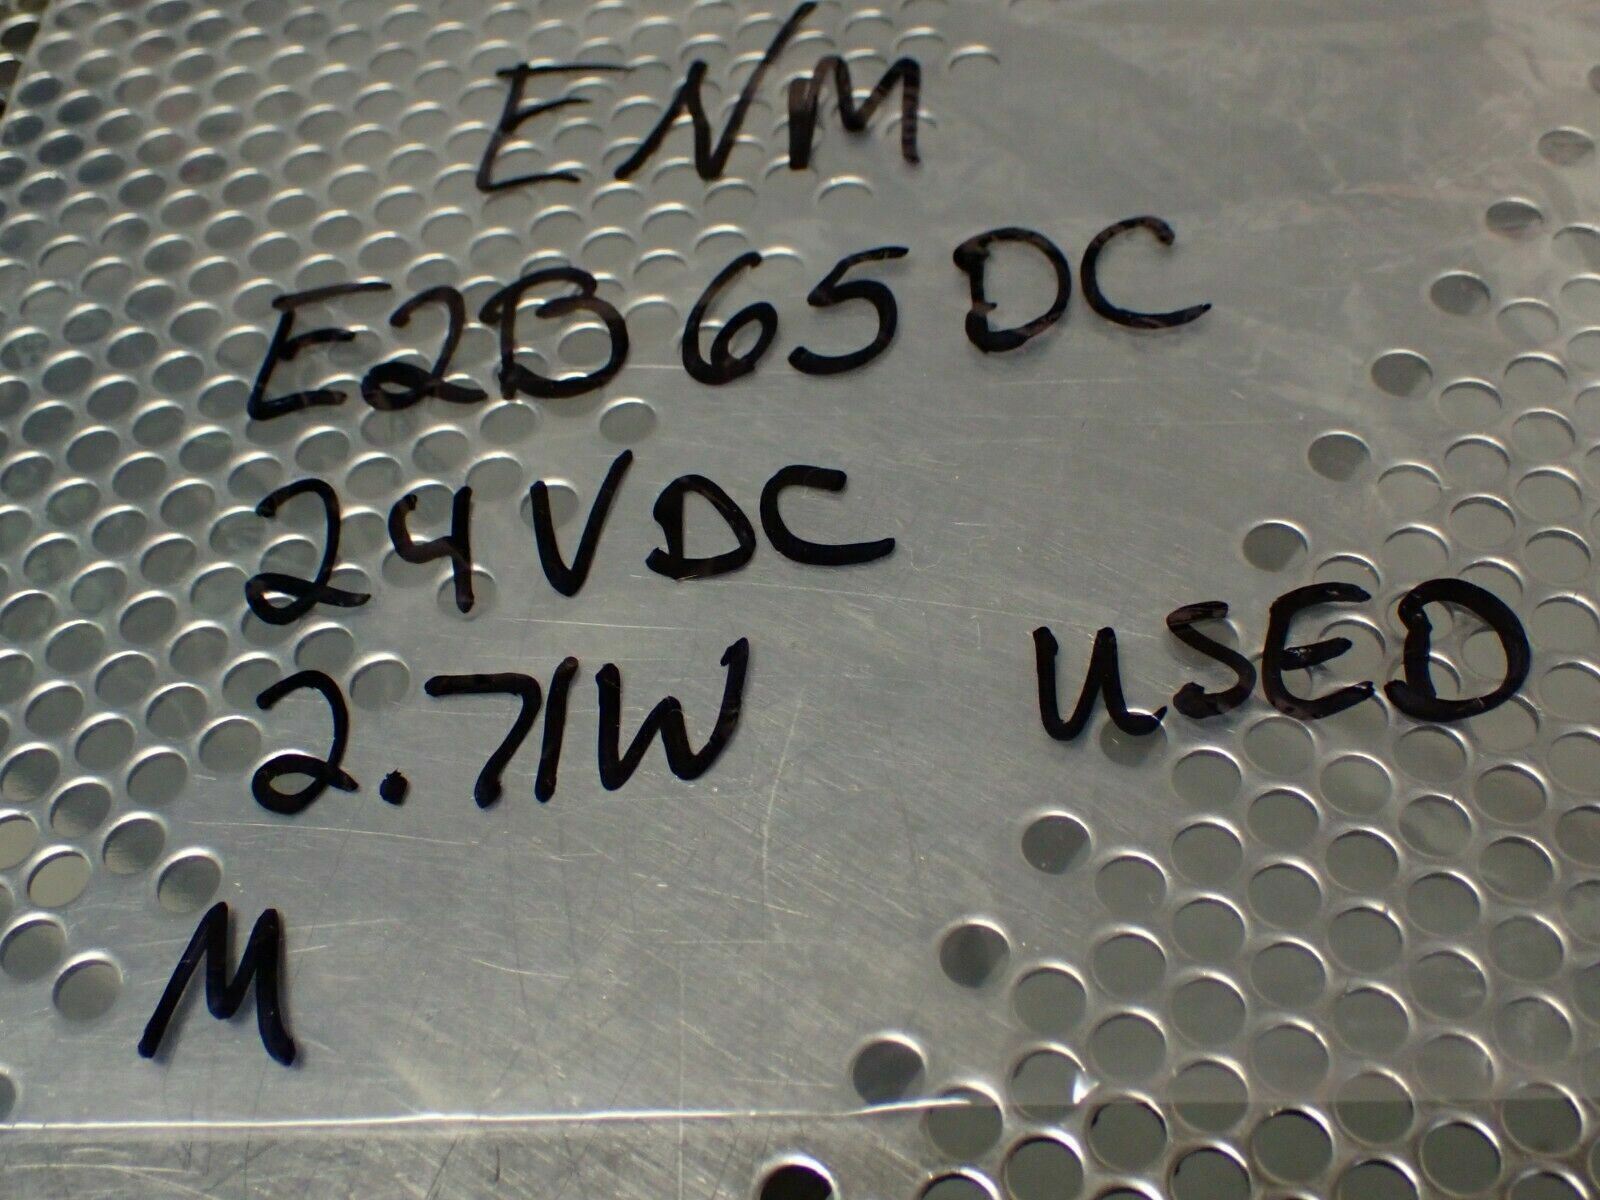 ENM
E2B65DC
24VDC
2.71W USED
M